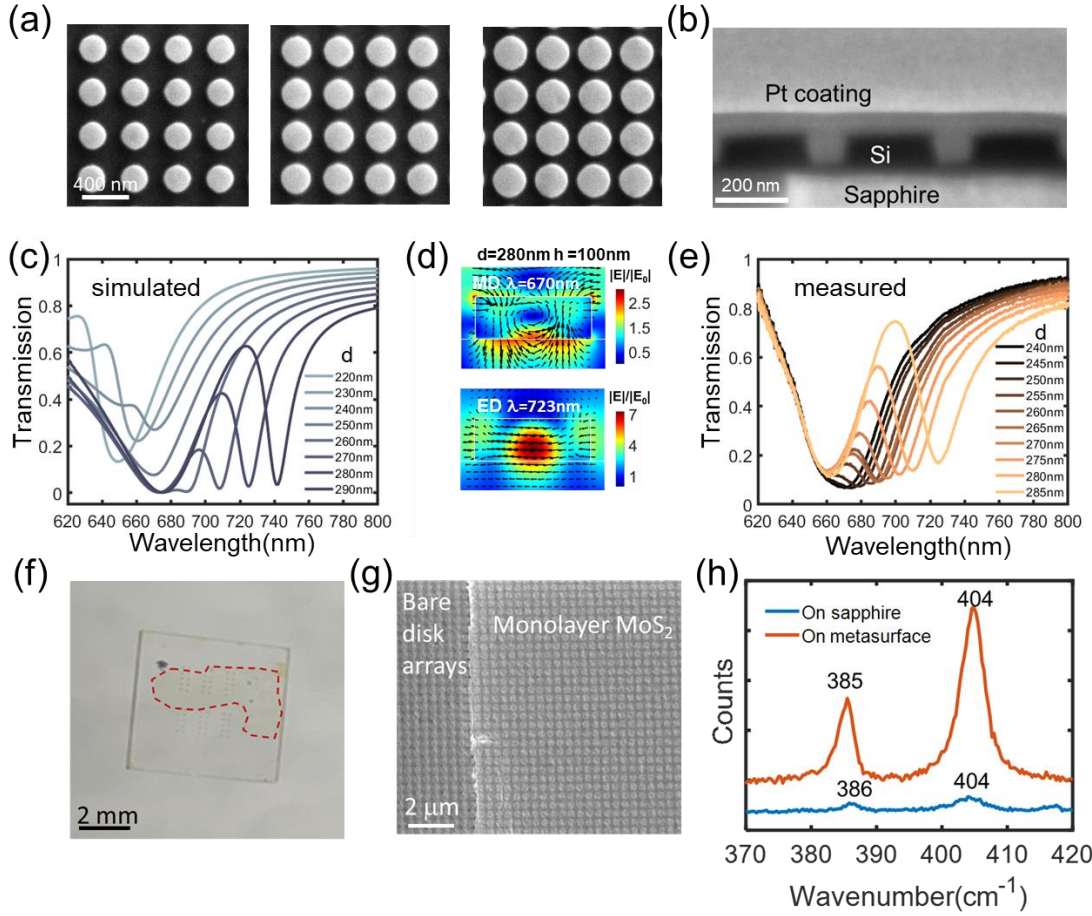 (a)
400 nm
(b)
Pt coating
Si
Sapphire
200 nm
(c)
simulated
Transmission
1
0.8
0.6
0.4
0.2
0
620 640 660 680 700 720 740 760 780 800
Wavelength(nm)
d
220nm
230nm
240nm
250nm
260nm
270nm
280nm
290nm
(d)
d=280nm h =100nm
MD λ=670nm
|E|/|E₀|
2.5
1.5
0.5
ED λ=723nm
|E|/|E₀|
7
4
1
(e)
measured
Transmission
1
0.8
0.6
0.4
0.2
0
620 640 660 680 700 720 740 760 780 800
Wavelength(nm)
d
240nm
245nm
250nm
255nm
260nm
265nm
270nm
275nm
280nm
285nm
(f)
2 mm
(g)
Bare
disk
arrays
Monolayer MoS₂
2 μm
(h)
On sapphire
On metasurface
404
385
386
404
Counts
370 380 390 400 410 420
Wavenumber(cm⁻¹)